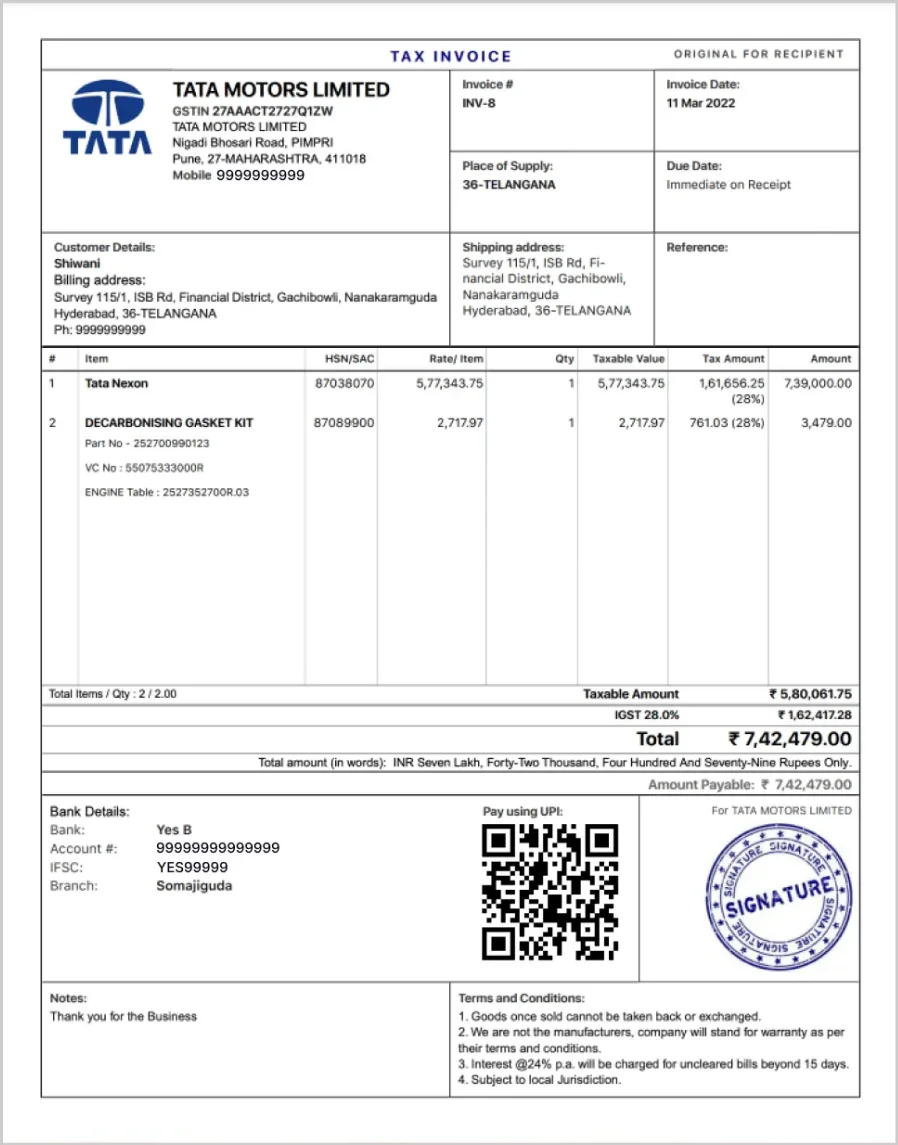 TAX INVOICE
ORIGINAL FOR RECIPIENT
TATA
TATA MOTORS LIMITED
GSTIN 27AAACT2727Q1ZW
TATA MOTORS LIMITED
Nigadi Bhosari Road, PIMPRI
Pune, 27-MAHARASHTRA, 411018
Mobile 9999999999
Invoice #
INV-8
Invoice Date:
11 Mar 2022
Place of Supply:
36-TELANGANA
Due Date:
Immediate on Receipt
Customer Details:
Shiwani
Billing address:
Survey 115/1, ISB Rd, Financial District, Gachibowli, Nanakaramguda
Hyderabad, 36-TELANGANA
Ph: 9999999999
Shipping address:
Survey 115/1, ISB Rd, Fi-
nancial District, Gachibowli,
Nanakaramguda
Hyderabad, 36-TELANGANA
Reference:
# Item HSN/SAC Rate/ Item Qty Taxable Value Tax Amount Amount
1 Tata Nexon 87038070 5,77,343.75 1 5,77,343.75 1,61,656.25 7,39,000.00
(28%)
2 DECARBONISING GASKET KIT 87089900 2,717.97 1 2,717.97 761.03 (28%) 3,479.00
Part No - 252700990123
VC No : 55075333000R
ENGINE Table : 2527352700R.03
Total Items / Qty : 2 / 2.00
Taxable Amount ₹ 5,80,061.75
IGST 28.0% ₹ 1,62,417.28
Total ₹ 7,42,479.00
Total amount (in words): INR Seven Lakh, Forty-Two Thousand, Four Hundred And Seventy-Nine Rupees Only.
Amount Payable: ₹ 7,42,479.00
Bank Details:
Bank: Yes B
Account #: 99999999999999
IFSC: YES99999
Branch: Somajiguda
Pay using UPI:
For TATA MOTORS LIMITED
SIGNATURE SIGNATURE
SIGNATURE
SIGNATURE SIGNATURE SIGNATURE
Notes:
Thank you for the Business
Terms and Conditions:
1. Goods once sold cannot be taken back or exchanged.
2. We are not the manufacturers, company will stand for warranty as per
their terms and conditions.
3. Interest @24% p.a. will be charged for uncleared bills beyond 15 days.
4. Subject to local Jurisdiction.